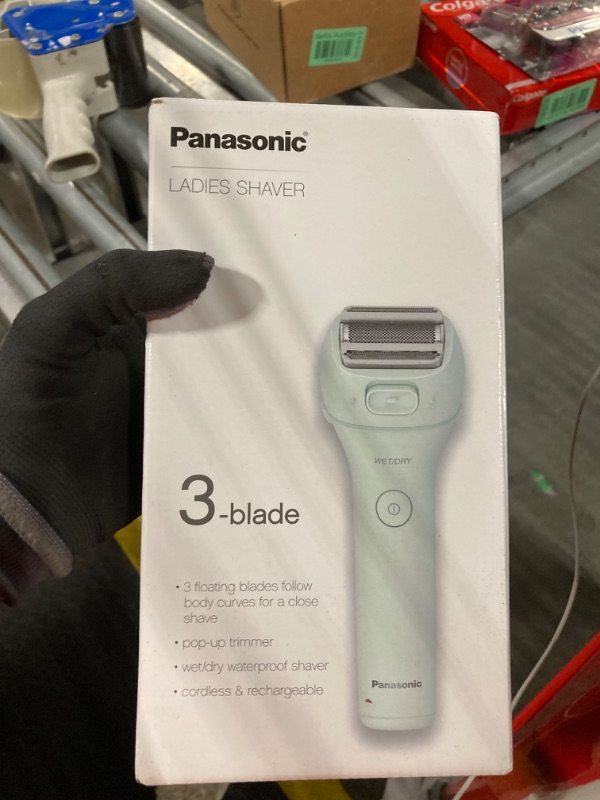 Panasonic®
LADIES SHAVER
WET/DRY
3-blade
• 3 floating blades follow
body curves for a close
shave
• pop-up trimmer
• wet/dry waterproof shaver
• cordless & rechargeable
Panasonic
Colgate